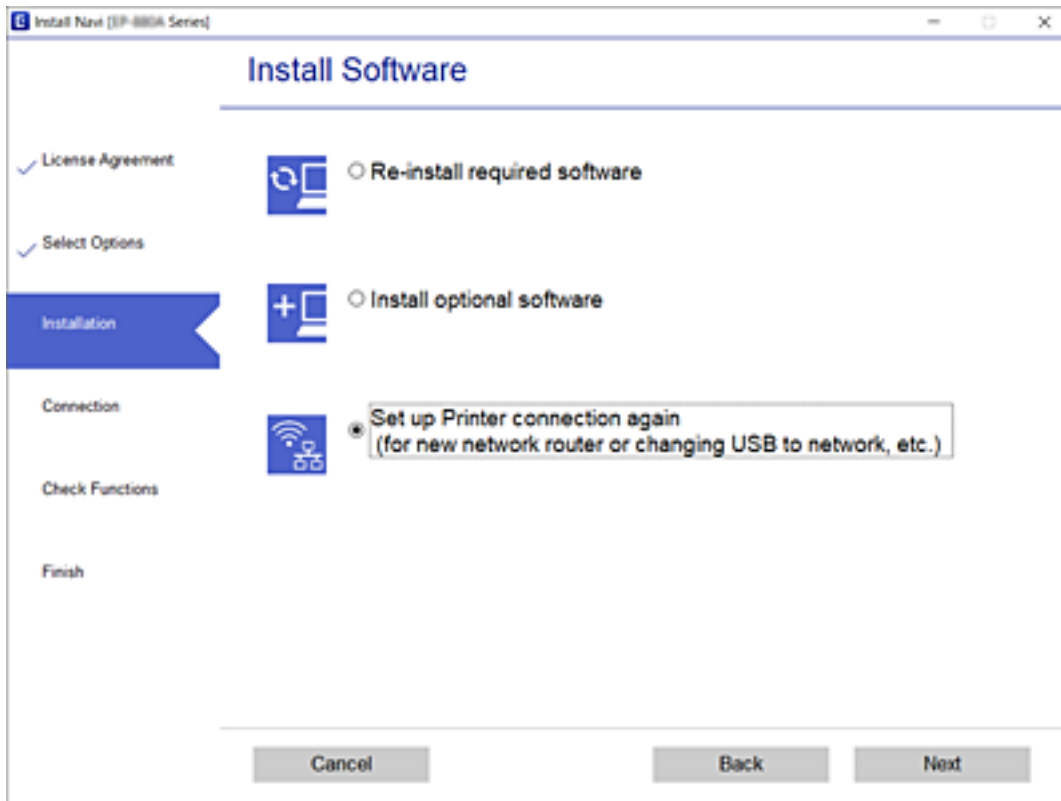 Install Navi [EP-880A Series]
Install Software
License Agreement
Select Options
Installation
Connection
Check Functions
Finish
Re-install required software
Install optional software
Set up Printer connection again
(for new network router or changing USB to network, etc.)
Cancel
Back
Next